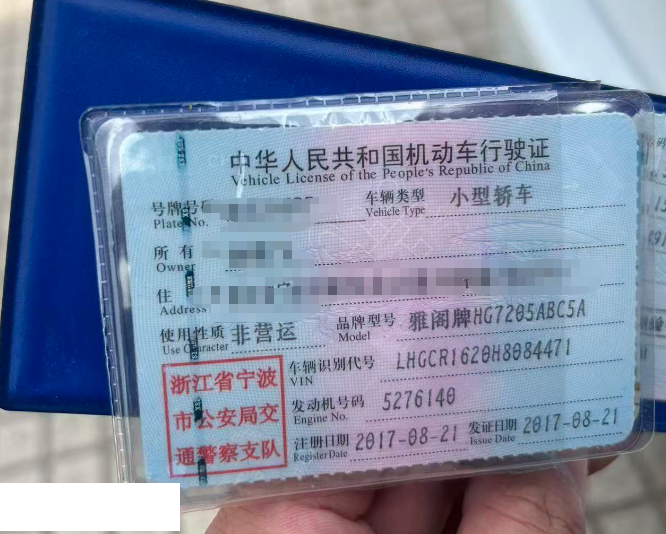 中华人民共和国机动车行驶证
Vehicle License of the People's Republic of China
号牌号码 车辆类型 小型轿车
Plate No. Vehicle Type
所有
Owner
住
Address
使用性质 非营运 品牌型号 雅阁牌HG7205ABC5A
Use Character Model
车辆识别代号 LHGCR1620H8084471
VIN
发动机号码 5276140
Engine No.
注册日期 2017-08-21 发证日期 2017-08-21
Register Date Issue Date
浙江省宁波
市公安局交
通警察支队